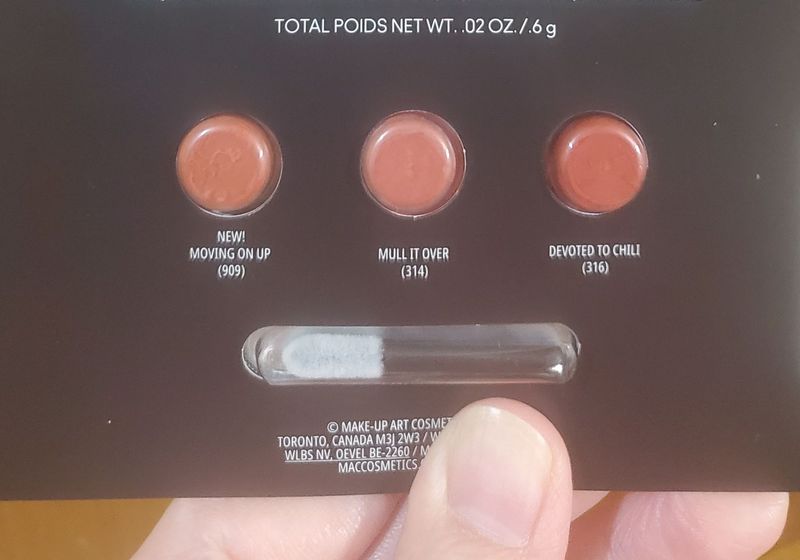 TOTAL POIDS NET WT. .02 OZ./.6 g
NEW!
MOVING ON UP
(909)
MULL IT OVER
(314)
DEVOTED TO CHILI
(316)
© MAKE-UP ART
TORONTO, CANADA M3J 2W3 /
WLBS NV, OEVEL BE-2260 /
MACCOSMETICS.